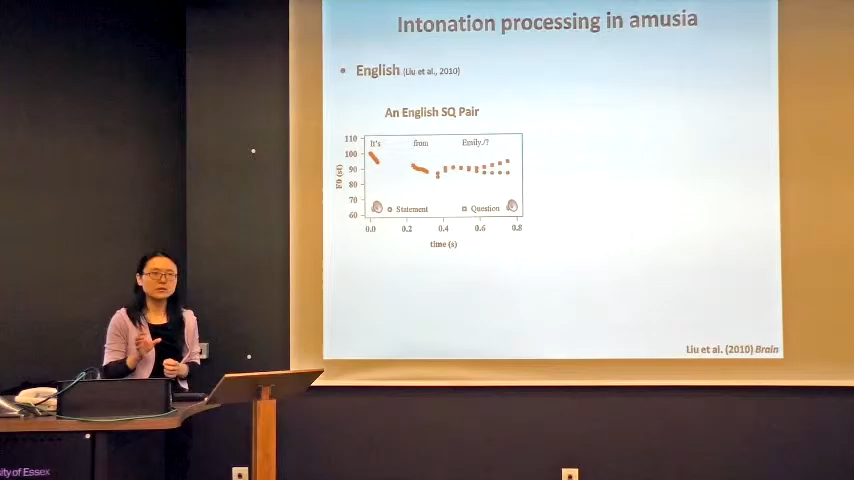 Intonation processing in amusia
• English (Liu et al., 2010)
An English SQ Pair
It's from Emily./?
110
100
90
80
70
60
F0 (st)
Statement Question
0.0 0.2 0.4 0.6 0.8
time (s)
Liu et al. (2010) Brain
sity of Essex